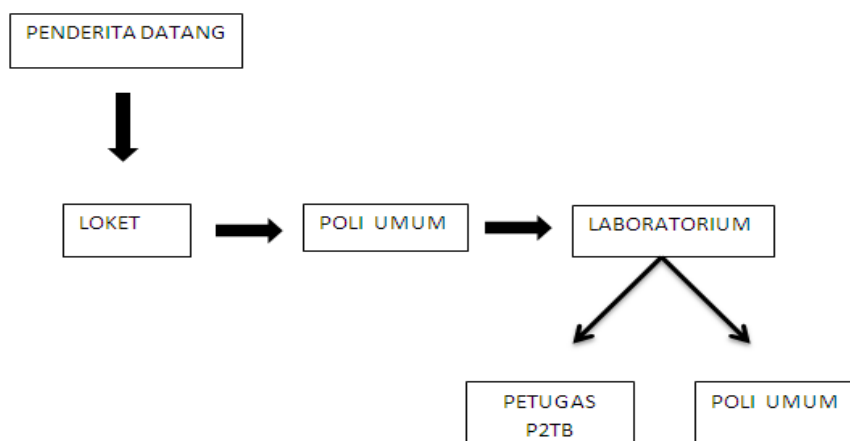 PENDERITA DATANG
LOKET
POLI UMUM
LABORATORIUM
PETUGAS
P2TB
POLI UMUM